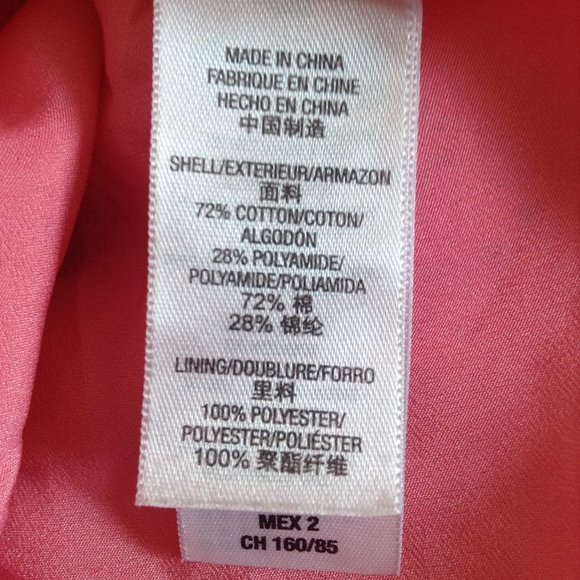 MADE IN CHINA
FABRIQUE EN CHINE
HECHO EN CHINA
中国制造
SHELL/EXTERIEUR/ARMAZON
面料
72% COTTON/COTON/
ALGODÓN
28% POLYAMIDE/
POLYAMIDE/POLIAMIDA
72% 棉
28% 锦纶
LINING/DOUBLURE/FORRO
里料
100% POLYESTER/
POLYESTER/POLIÉSTER
100% 聚酯纤维
MEX 2
CH 160/85